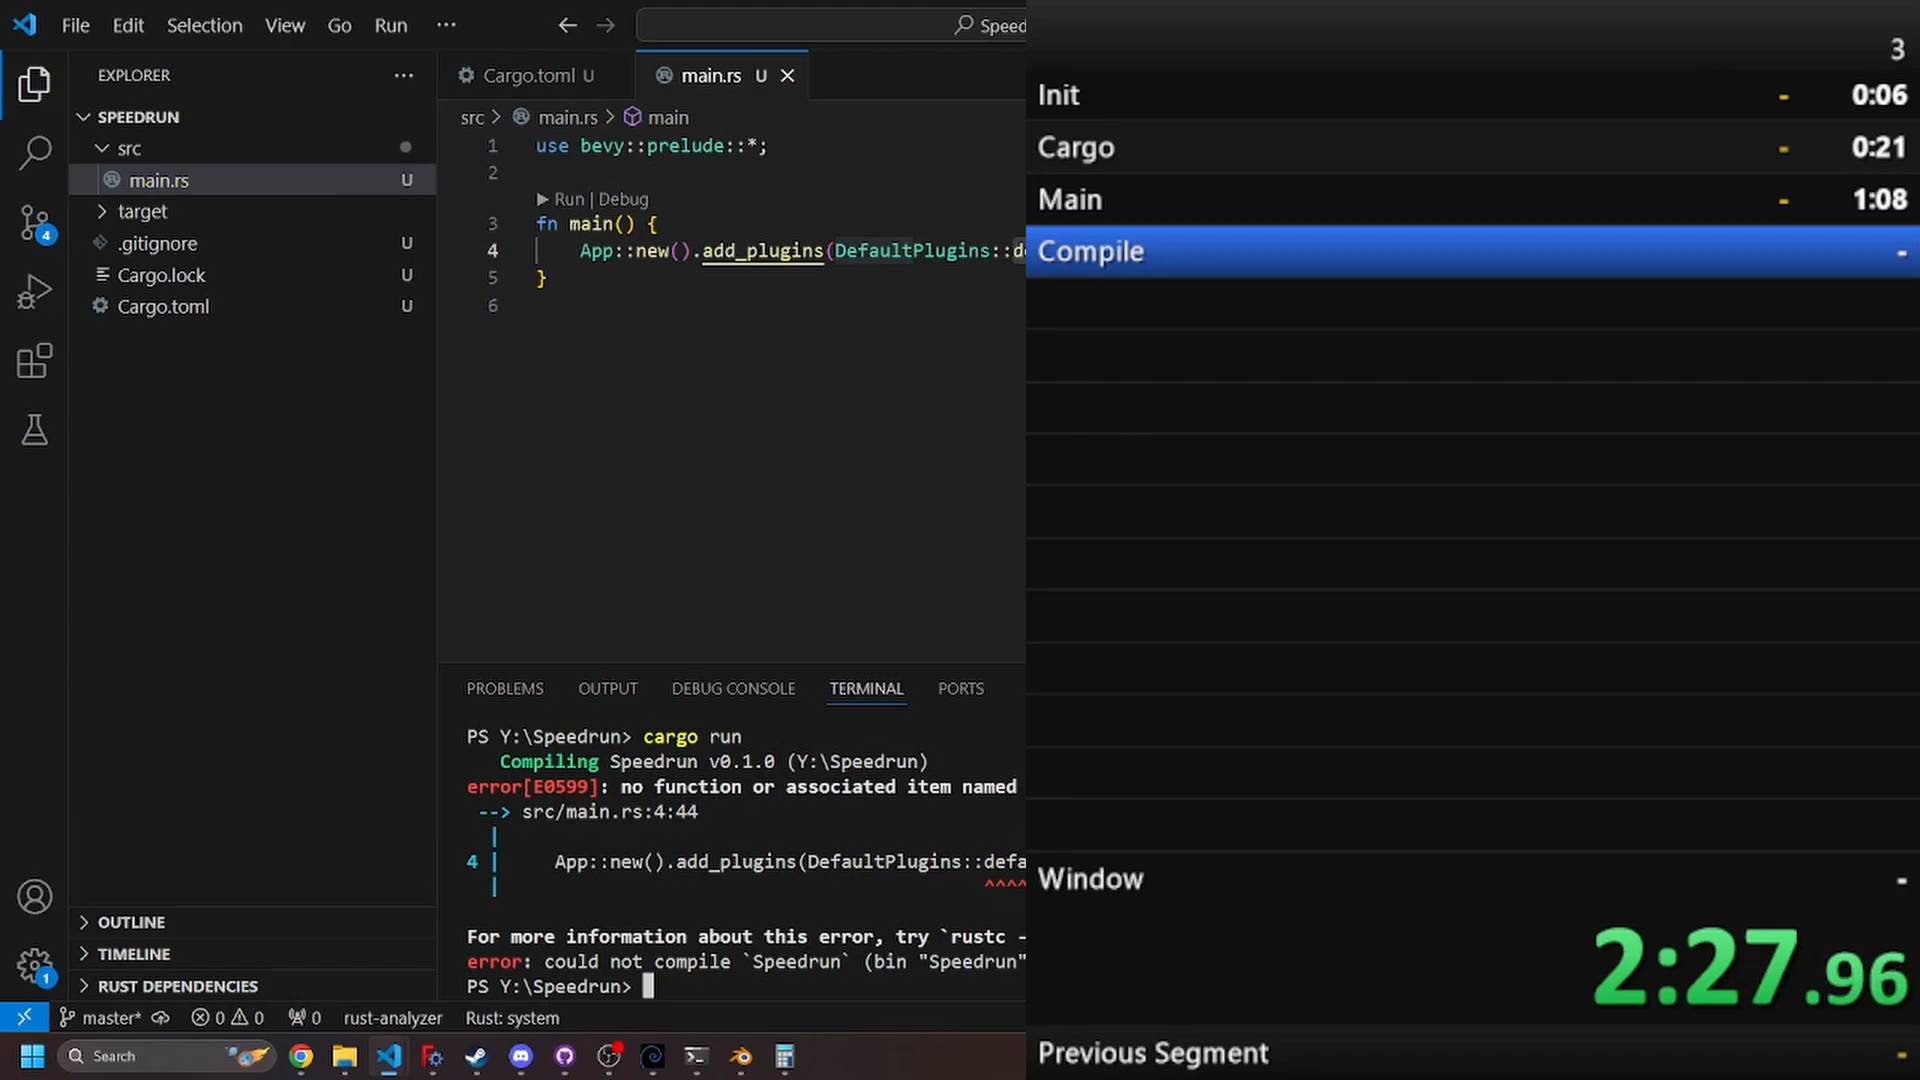 File Edit Selection View Go Run ··· Speed
EXPLORER ···
SPEEDRUN
src
main.rs U
target
.gitignore U
Cargo.lock U
Cargo.toml U
OUTLINE
TIMELINE
RUST DEPENDENCIES
Cargo.toml U main.rs U
src > main.rs > main
1 use bevy::prelude::*;
2
Run | Debug
3 fn main() {
4 App::new().add_plugins(DefaultPlugins::de
5 }
6
PROBLEMS OUTPUT DEBUG CONSOLE TERMINAL PORTS
PS Y:\Speedrun> cargo run
Compiling Speedrun v0.1.0 (Y:\Speedrun)
error[E0599]: no function or associated item named
--> src/main.rs:4:44
|
4 | App::new().add_plugins(DefaultPlugins::defa
| ^^^^
For more information about this error, try `rustc -
error: could not compile `Speedrun` (bin "Speedrun"
PS Y:\Speedrun>
4
1
master* 0 0 0 rust-analyzer Rust: system
Search
3
Init - 0:06
Cargo - 0:21
Main - 1:08
Compile -
Window -
2:27.96
Previous Segment -